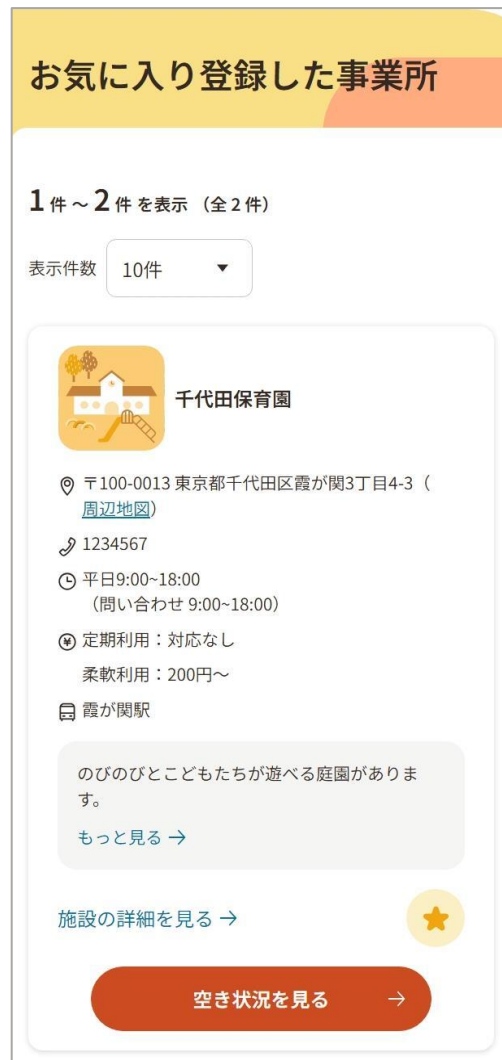 お気に入り登録した事業所
1件～2件を表示（全2件）
表示件数 10件
千代田保育園
〒100-0013 東京都千代田区霞が関3丁目4-3（
周辺地図）
1234567
平日9:00~18:00
（問い合わせ 9:00~18:00）
定期利用：対応なし
柔軟利用：200円～
霞が関駅
のびのびとこどもたちが遊べる庭園がありま
す。
もっと見る →
施設の詳細を見る →
空き状況を見る →